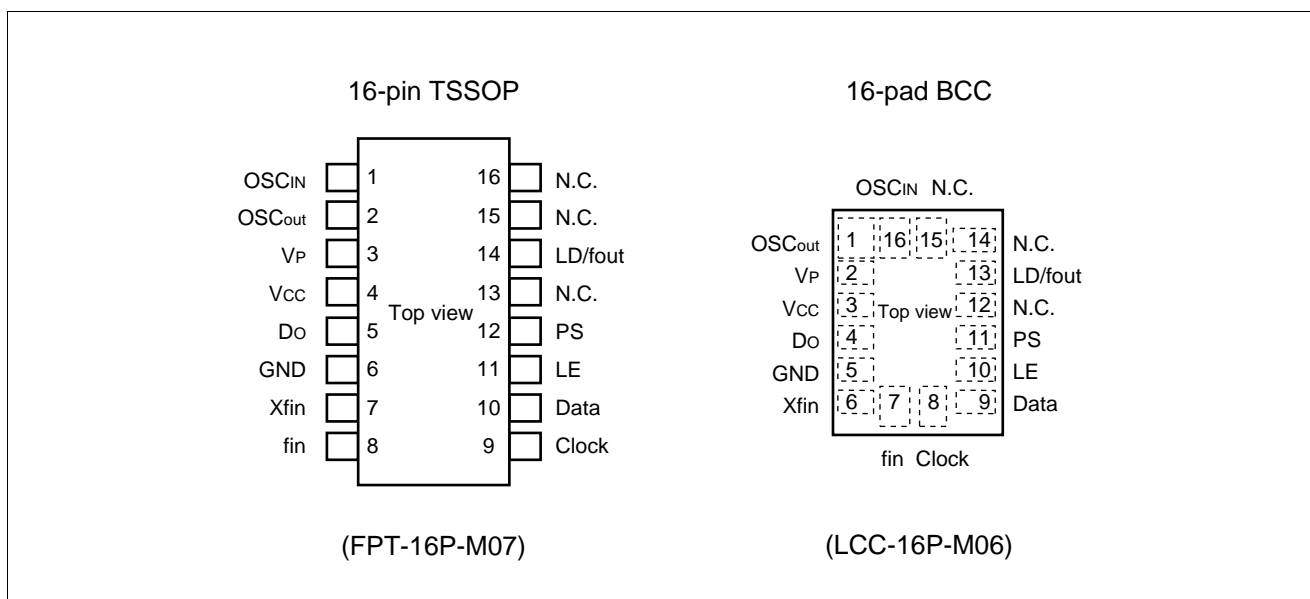 16-pin TSSOP
OSCIN 1 16 N.C.
OSCout 2 15 N.C.
VP 3 14 LD/fout
VCC 4 13 N.C.
Top view
DO 5 12 PS
GND 6 11 LE
Xfin 7 10 Data
fin 8 9 Clock
(FPT-16P-M07)
16-pad BCC
OSCIN N.C.
OSCout 1 16 15 14 N.C.
VP 2 13 LD/fout
VCC 3 Top view 12 N.C.
DO 4 11 PS
GND 5 10 LE
Xfin 6 7 8 9 Data
fin Clock
(LCC-16P-M06)